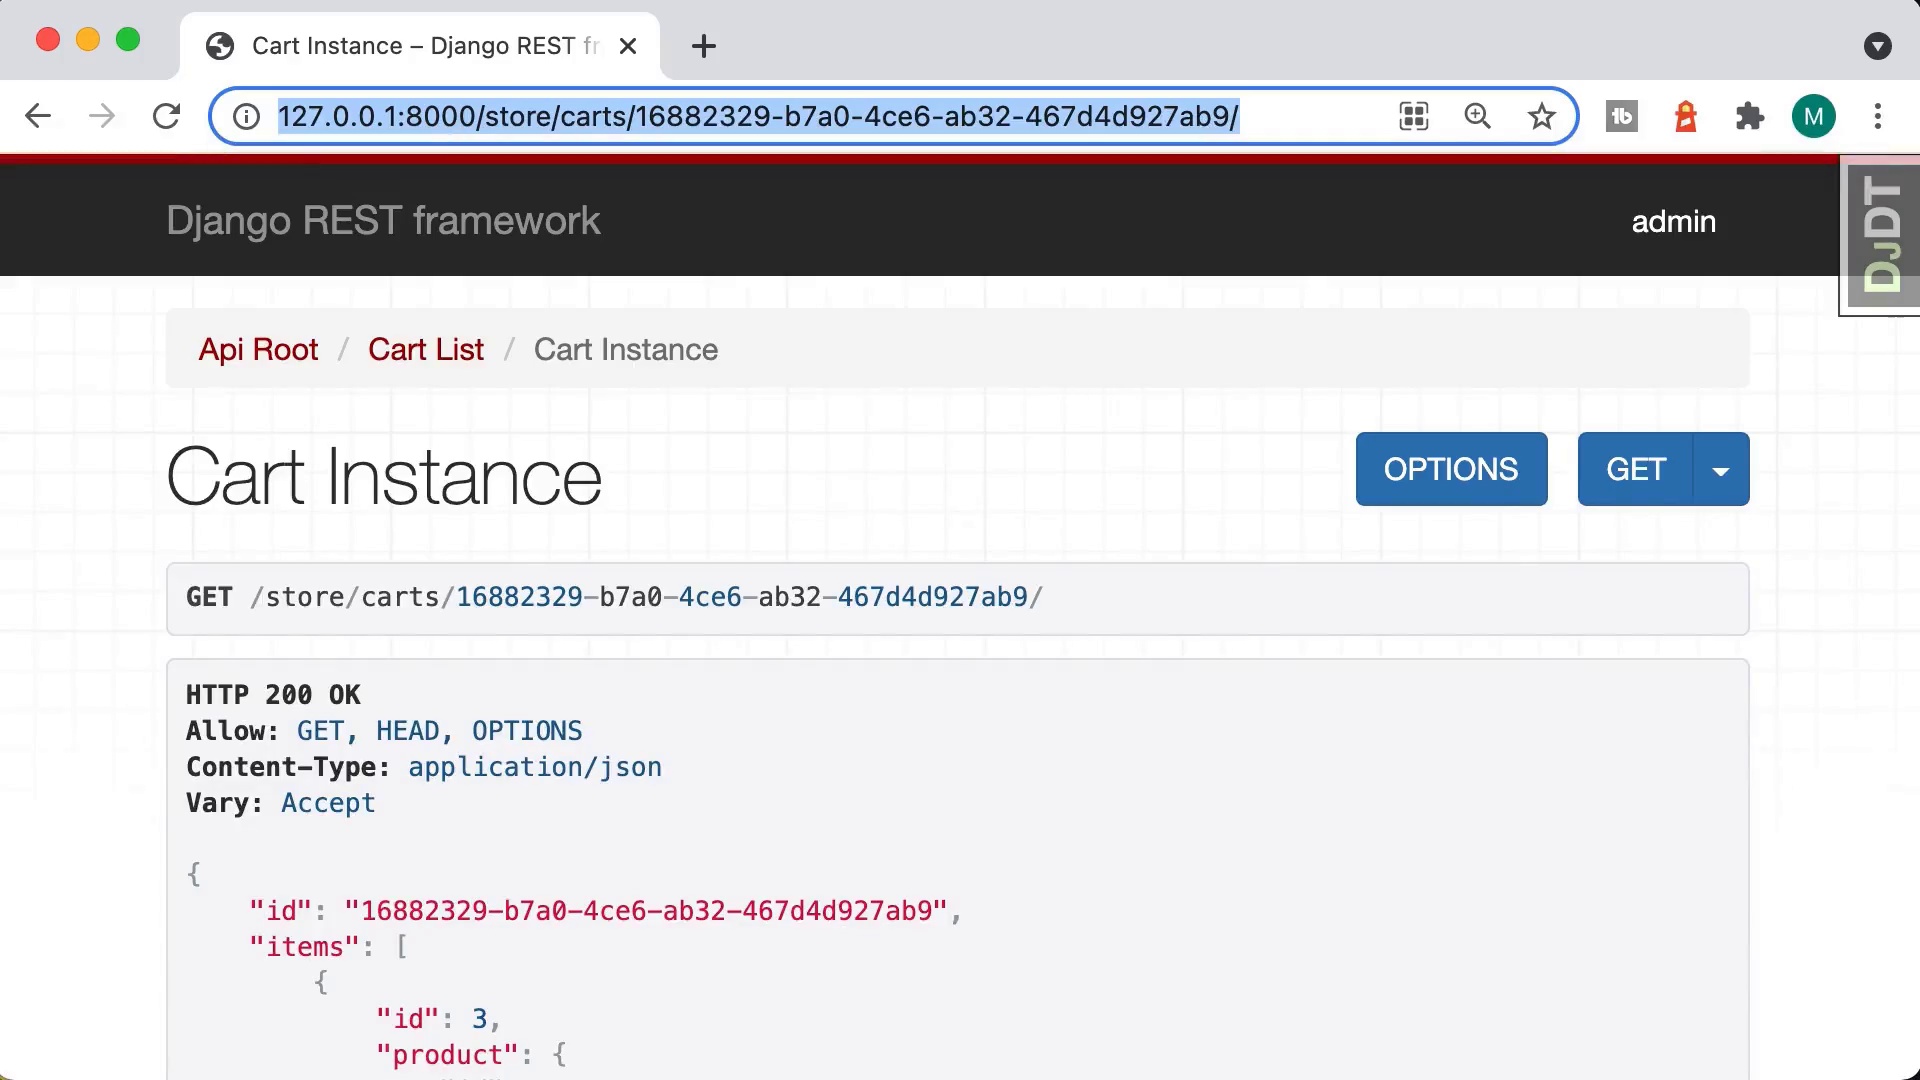 Cart Instance – Django REST fr
127.0.0.1:8000/store/carts/16882329-b7a0-4ce6-ab32-467d4d927ab9/
M
Django REST framework
admin
DJDT
Api Root / Cart List / Cart Instance
Cart Instance
OPTIONS
GET
GET /store/carts/16882329-b7a0-4ce6-ab32-467d4d927ab9/
HTTP 200 OK
Allow: GET, HEAD, OPTIONS
Content-Type: application/json
Vary: Accept
{
"id": "16882329-b7a0-4ce6-ab32-467d4d927ab9",
"items": [
{
"id": 3,
"product": {